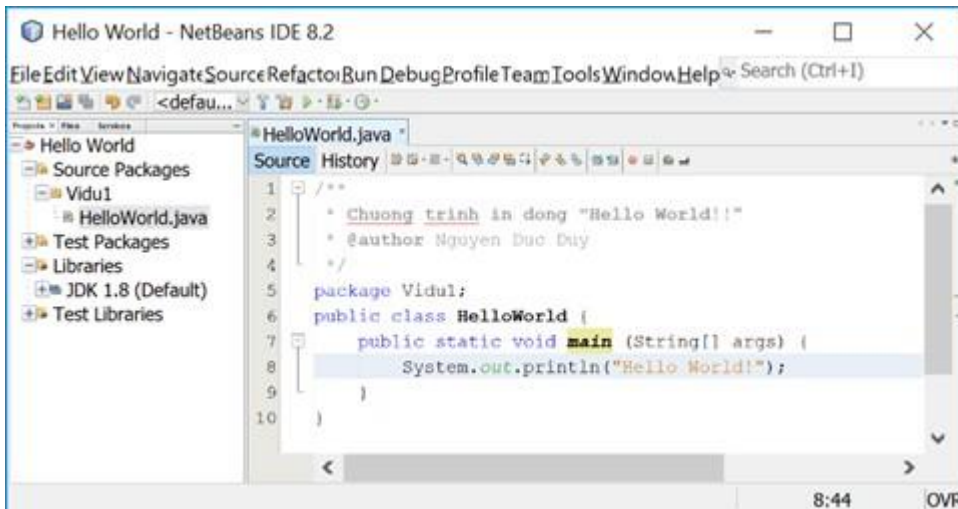 Hello World - NetBeans IDE 8.2
File Edit View Navigate Source Refactor Run Debug Profile Team Tools Window Help Search (Ctrl+I)
<defau...
Projects Files Services
Hello World
Source Packages
Vidu1
HelloWorld.java
Test Packages
Libraries
JDK 1.8 (Default)
Test Libraries
HelloWorld.java
Source History
1 /**
2 * Chuong trinh in dong "Hello World!!"
3 * @author Nguyen Duc Duy
4 */
5 package Vidu1;
6 public class HelloWorld {
7 public static void main (String[] args) {
8 System.out.println("Hello World!");
9 }
10 }
8:44 OVR